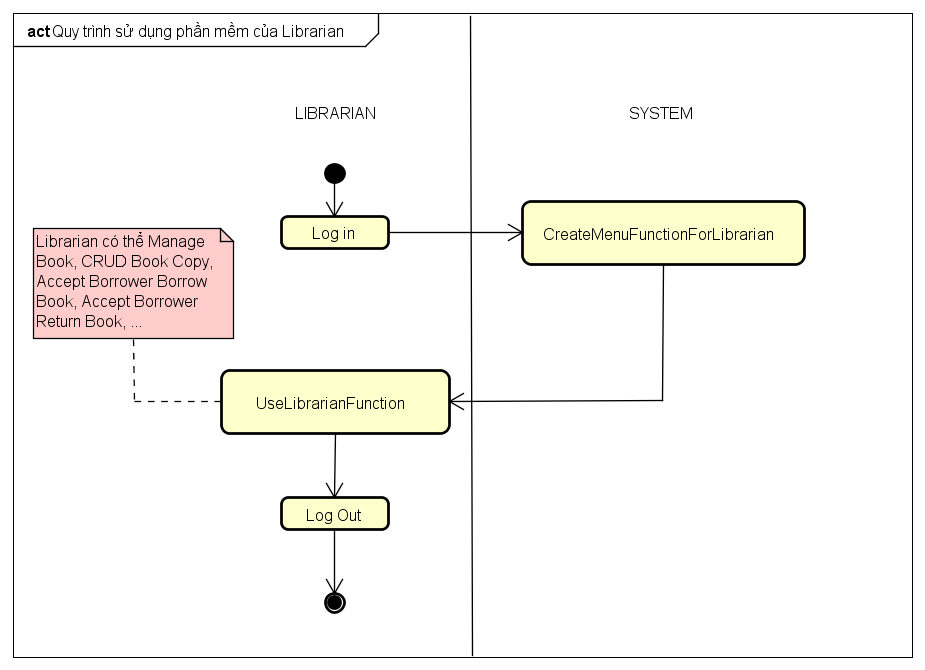 act Quy trình sử dụng phần mềm của Librarian
LIBRARIAN
SYSTEM
Log in
CreateMenuFunctionForLibrarian
Librarian có thể Manage
Book, CRUD Book Copy,
Accept Borrower Borrow
Book, Accept Borrower
Return Book, ...
UseLibrarianFunction
Log Out